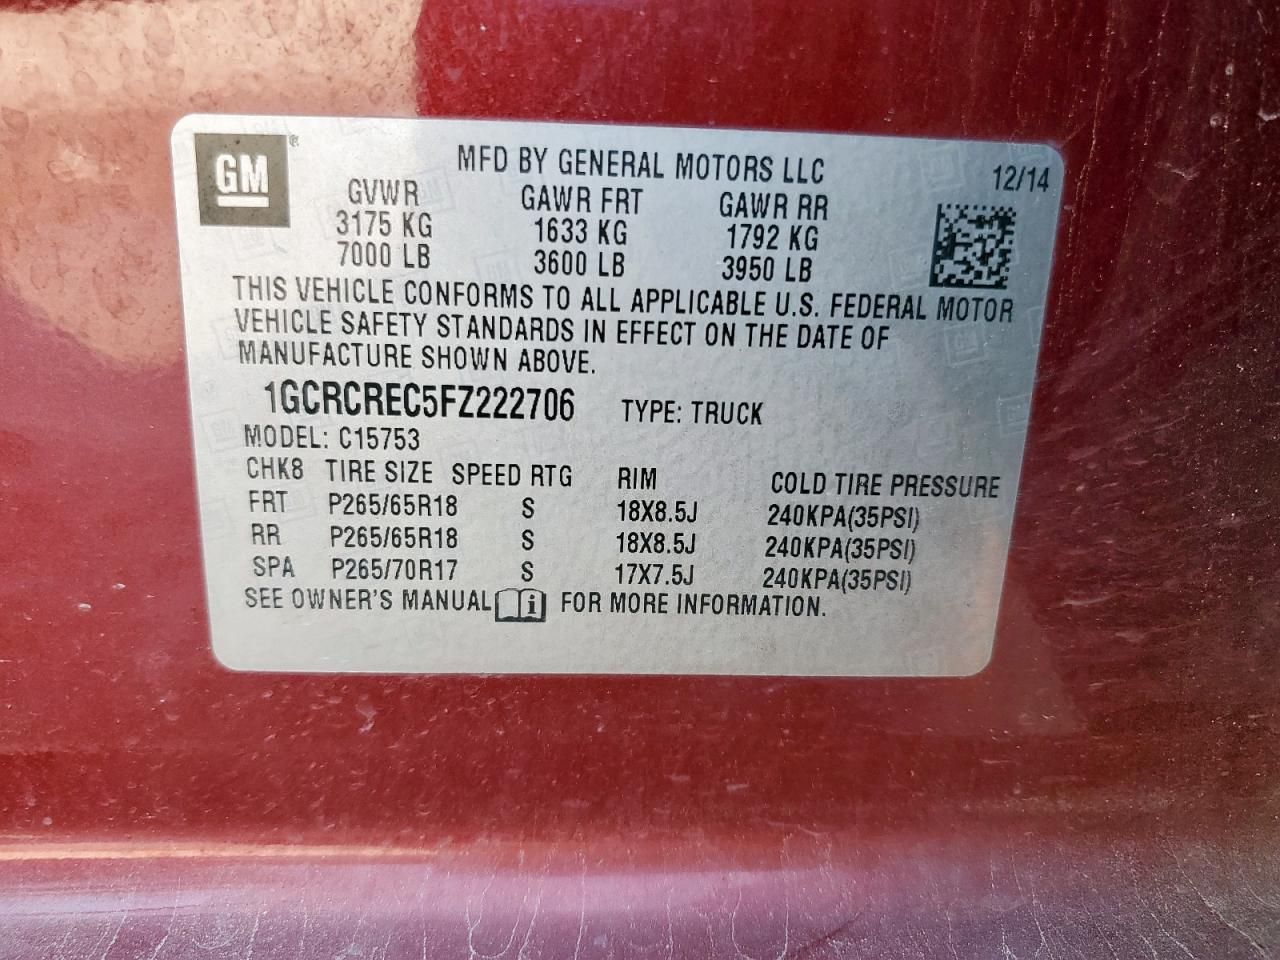 GM®
MFD BY GENERAL MOTORS LLC 12/14
GVWR GAWR FRT GAWR RR
3175 KG 1633 KG 1792 KG
7000 LB 3600 LB 3950 LB
THIS VEHICLE CONFORMS TO ALL APPLICABLE U.S. FEDERAL MOTOR
VEHICLE SAFETY STANDARDS IN EFFECT ON THE DATE OF
MANUFACTURE SHOWN ABOVE.
1GCRCREC5FZ222706 TYPE: TRUCK
MODEL: C15753
CHK8 TIRE SIZE SPEED RTG RIM COLD TIRE PRESSURE
FRT P265/65R18 S 18X8.5J 240KPA(35PSI)
RR P265/65R18 S 18X8.5J 240KPA(35PSI)
SPA P265/70R17 S 17X7.5J 240KPA(35PSI)
SEE OWNER'S MANUAL i FOR MORE INFORMATION.